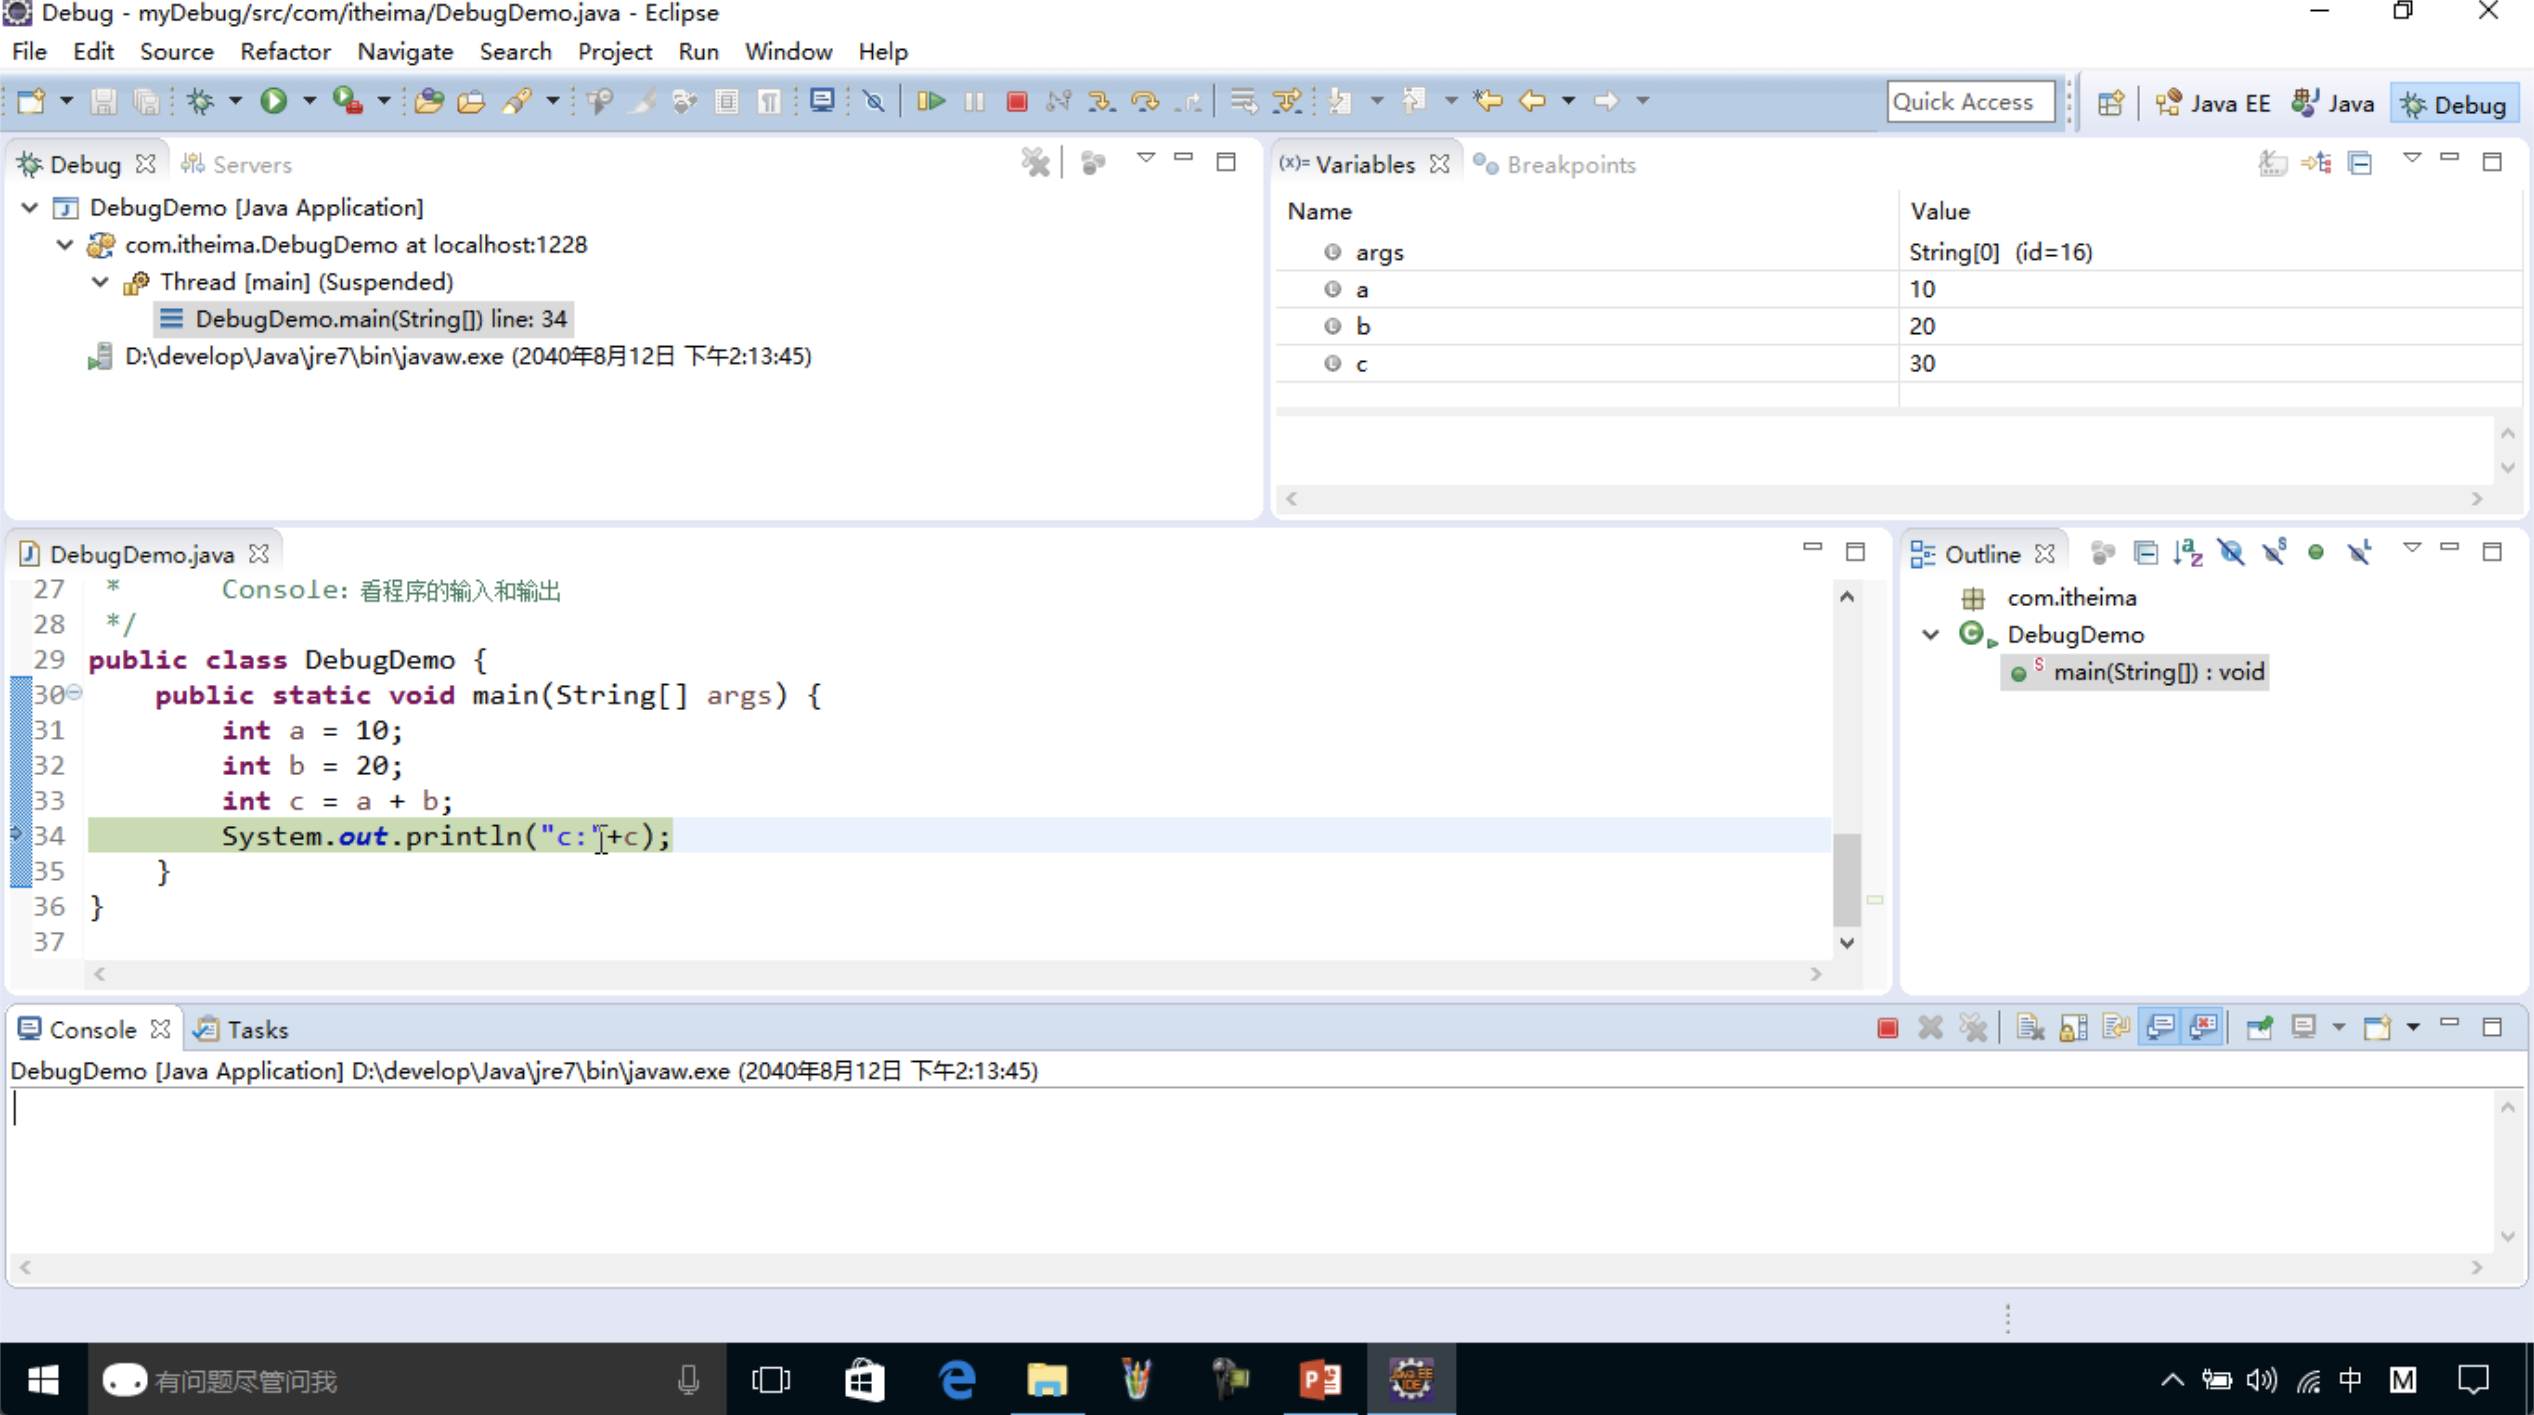 Debug - myDebug/src/com/itheima/DebugDemo.java - Eclipse
File Edit Source Refactor Navigate Search Project Run Window Help
Quick Access Java EE Java Debug
Debug Servers
DebugDemo [Java Application]
com.itheima.DebugDemo at localhost:1228
Thread [main] (Suspended)
DebugDemo.main(String[]) line: 34
D:\develop\Java\jre7\bin\javaw.exe (2040年8月12日 下午2:13:45)
(x)= Variables Breakpoints
Name Value
args String[0] (id=16)
a 10
b 20
c 30
DebugDemo.java
27 * Console: 看程序的输入和输出
28 */
29 public class DebugDemo {
30 public static void main(String[] args) {
31 int a = 10;
32 int b = 20;
33 int c = a + b;
34 System.out.println("c:"+c);
35 }
36 }
37
Outline
com.itheima
DebugDemo
main(String[]) : void
Console Tasks
DebugDemo [Java Application] D:\develop\Java\jre7\bin\javaw.exe (2040年8月12日 下午2:13:45)
有问题尽管问我
中 M